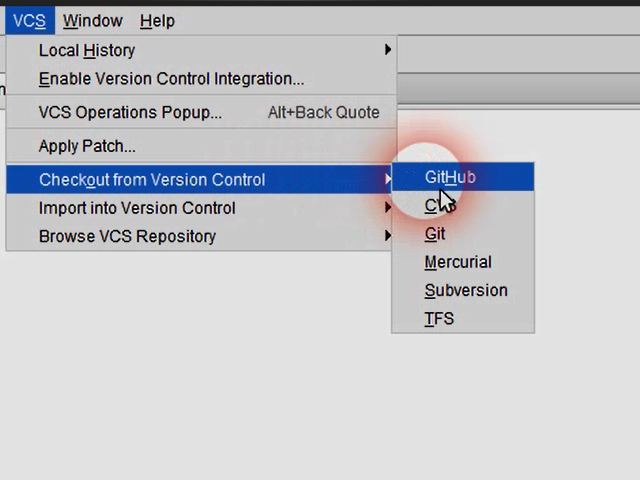 VCS Window Help
Local History
Enable Version Control Integration...
VCS Operations Popup... Alt+Back Quote
Apply Patch...
Checkout from Version Control
Import into Version Control
Browse VCS Repository
GitHub
CVS
Git
Mercurial
Subversion
TFS